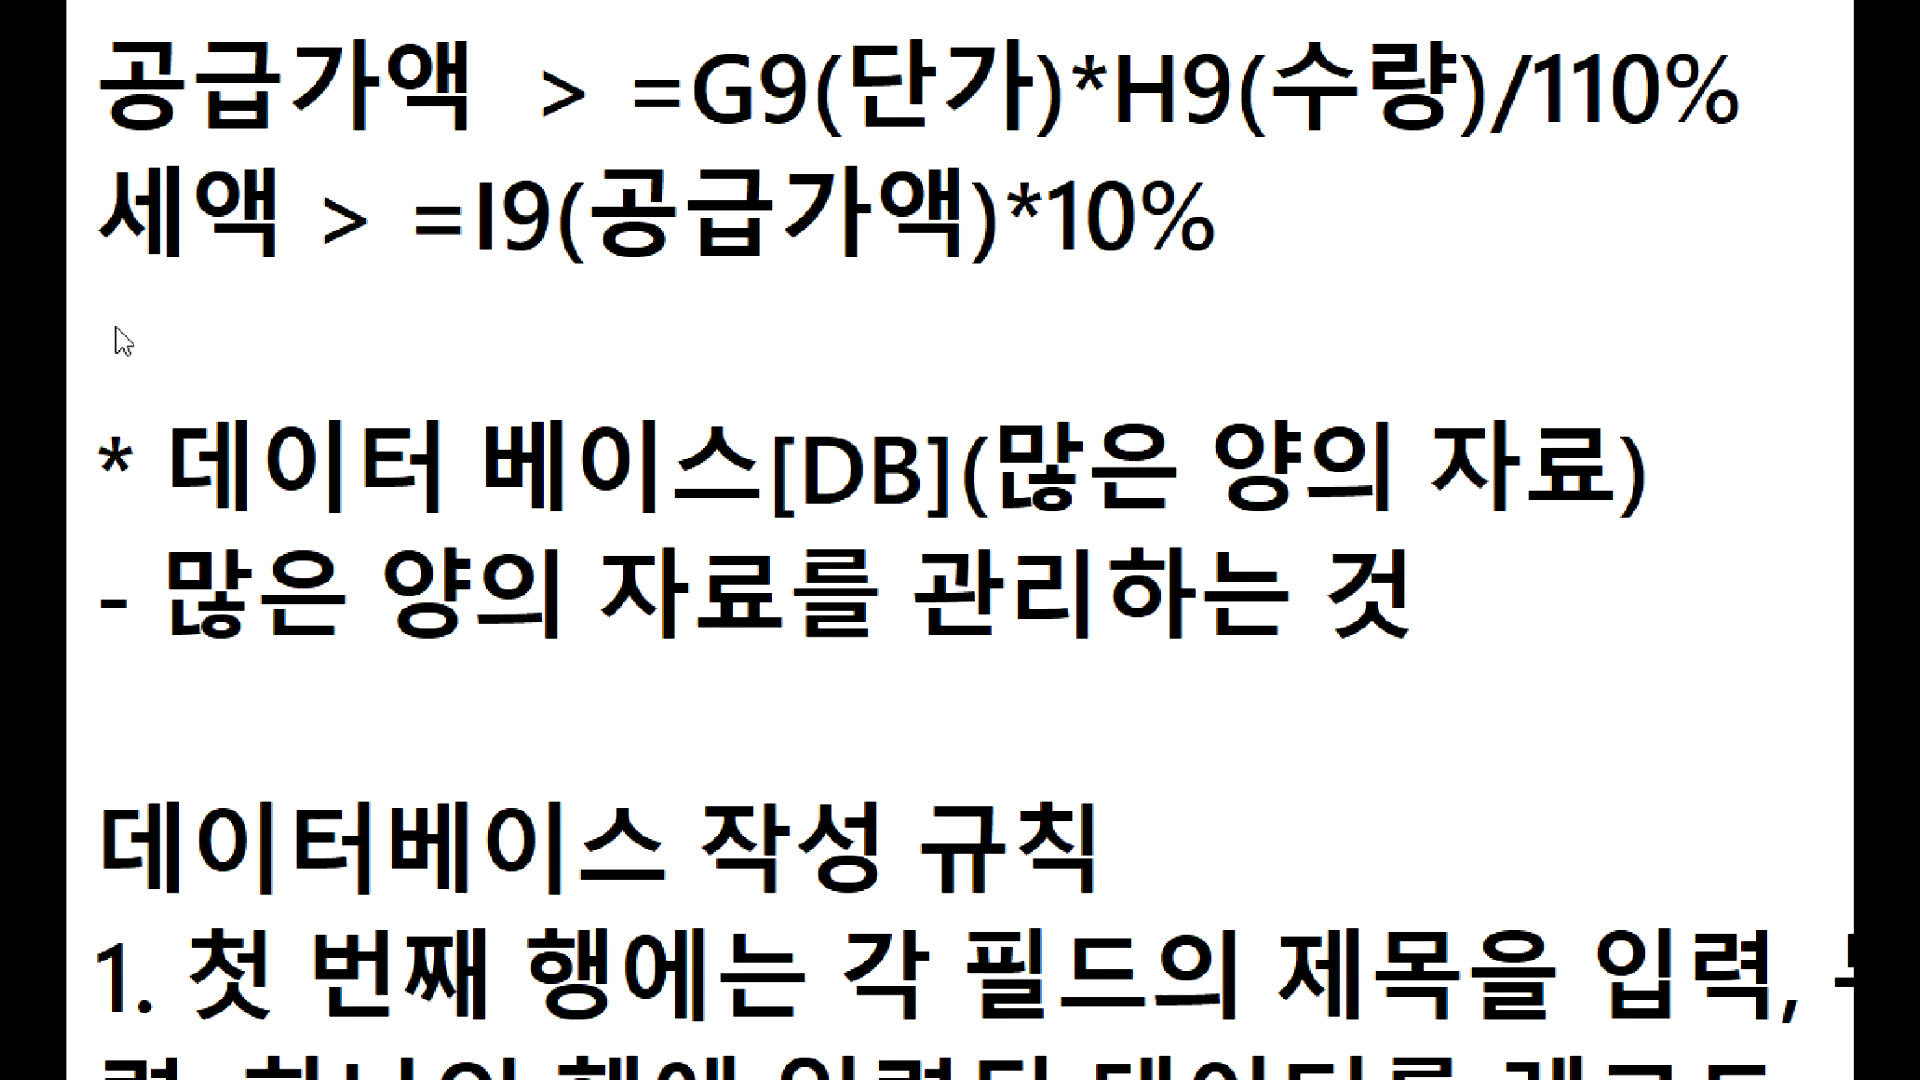 공급가액 > =G9(단가)*H9(수량)/110%
세액 > =I9(공급가액)*10%
* 데이터 베이스[DB](많은 양의 자료)
- 많은 양의 자료를 관리하는 것
데이터베이스 작성 규칙
1. 첫 번째 행에는 각 필드의 제목을 입력,